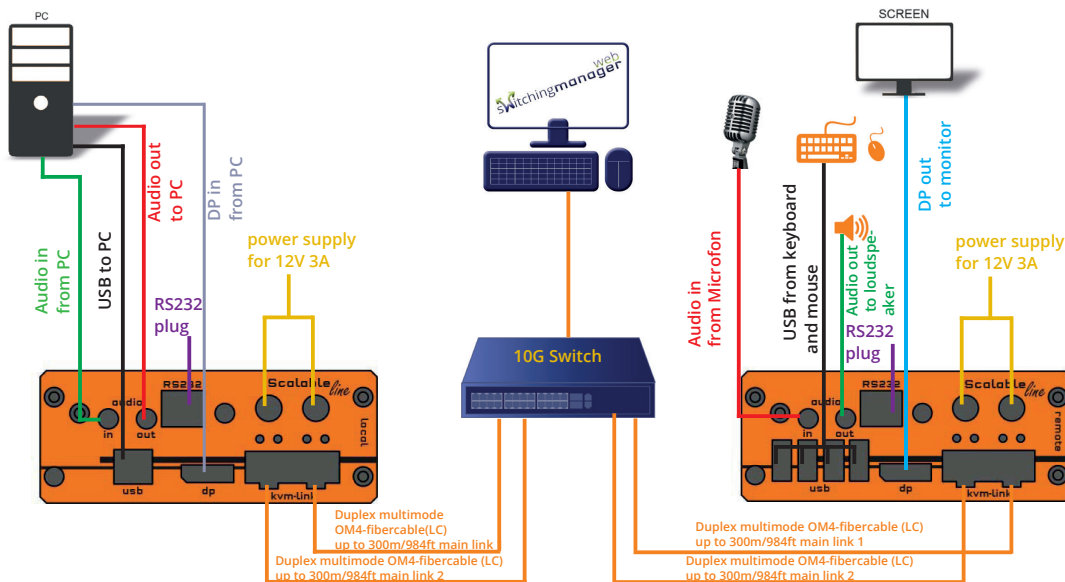 PC
SCREEN
switchingmanager
web
Audio in
from PC
USB to PC
Audio out
to PC
DP in
from PC
RS232
plug
power supply
for 12V 3A
10G Switch
Audio in
from Microfon
USB from keyboard
and mouse
Audio out
to loudspe-
aker
DP out
to monitor
RS232
plug
power supply
for 12V 3A
audio
in
out
RS232
Scalable
line
local
usb
dp
kvm-link
audio
in
out
RS232
Scalable
line
remote
usb
dp
kvm-link
Duplex multimode
OM4-fibercable(LC)
up to 300m/984ft main link
Duplex multimode OM4-fibercable (LC)
up to 300m/984ft main link 2
Duplex multimode OM4-fibercable (LC)
up to 300m/984ft main link 1
Duplex multimode OM4-fibercable (LC)
up to 300m/984ft main link 2